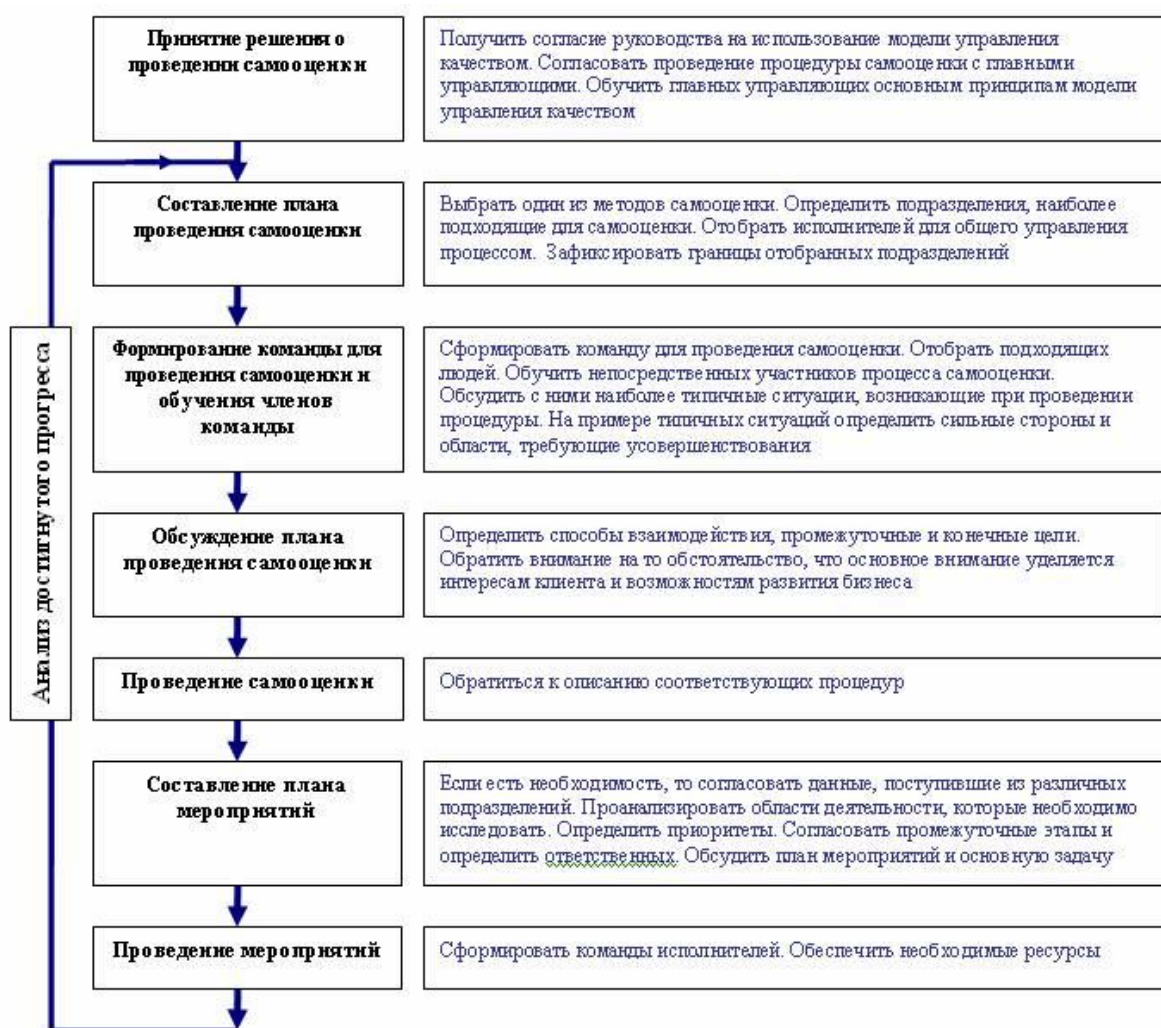 Принятие решения о
проведении самооценки
Получить согласие руководства на использование модели управления
качеством. Согласовать проведение процедуры самооценки с главными
управляющими. Обучить главных управляющих основным принципам модели
управления качеством
Составление плана
проведения самооценки
Выбрать один из методов самооценки. Определить подразделения, наиболее
подходящие для самооценки. Отобрать исполнителей для общего управления
процессом. Зафиксировать границы отобранных подразделений
Анализ достигнутого прогресса
Формирование команды для
проведения самооценки и
обучения членов
команды
Сформировать команду для проведения самооценки. Отобрать подходящих
людей. Обучить непосредственных участников процесса самооценки.
Обсудить с ними наиболее типичные ситуации, возникающие при проведении
процедуры. На примере типичных ситуаций определить сильные стороны и
области, требующие усовершенствования
Обсуждение плана
проведения самооценки
Определить способы взаимодействия, промежуточные и конечные цели.
Обратить внимание на то обстоятельство, что основное внимание уделяется
интересам клиента и возможностям развития бизнеса
Проведение самооценки
Обратиться к описанию соответствующих процедур
Составление плана
мероприятий
Если есть необходимость, то согласовать данные, поступившие из различных
подразделений. Проанализировать области деятельности, которые необходимо
исследовать. Определить приоритеты. Согласовать промежуточные этапы и
определить ответственных. Обсудить план мероприятий и основную задачу
Проведение мероприятий
Сформировать команды исполнителей. Обеспечить необходимые ресурсы